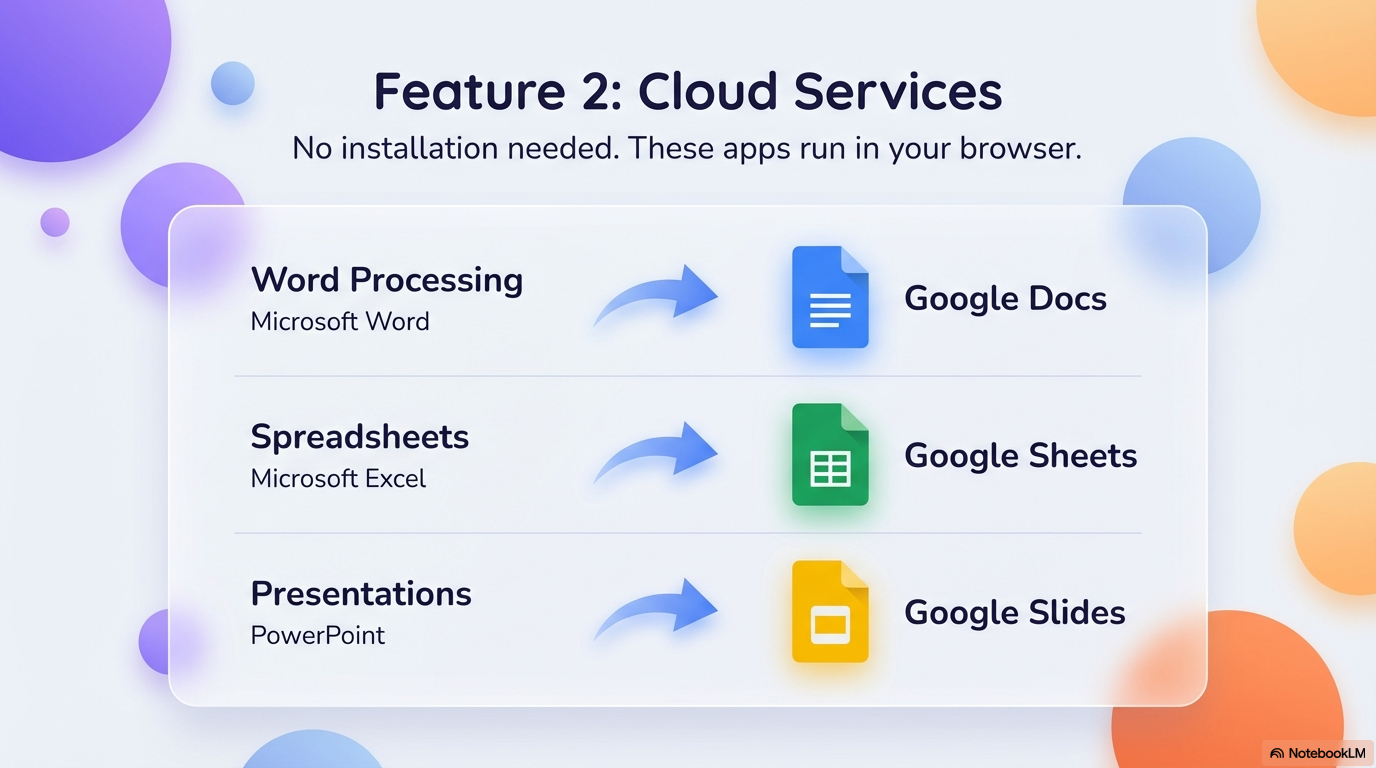 Feature 2: Cloud Services
No installation needed. These apps run in your browser.
Word Processing
Microsoft Word
Google Docs
Spreadsheets
Microsoft Excel
Google Sheets
Presentations
PowerPoint
Google Slides
NotebookLM